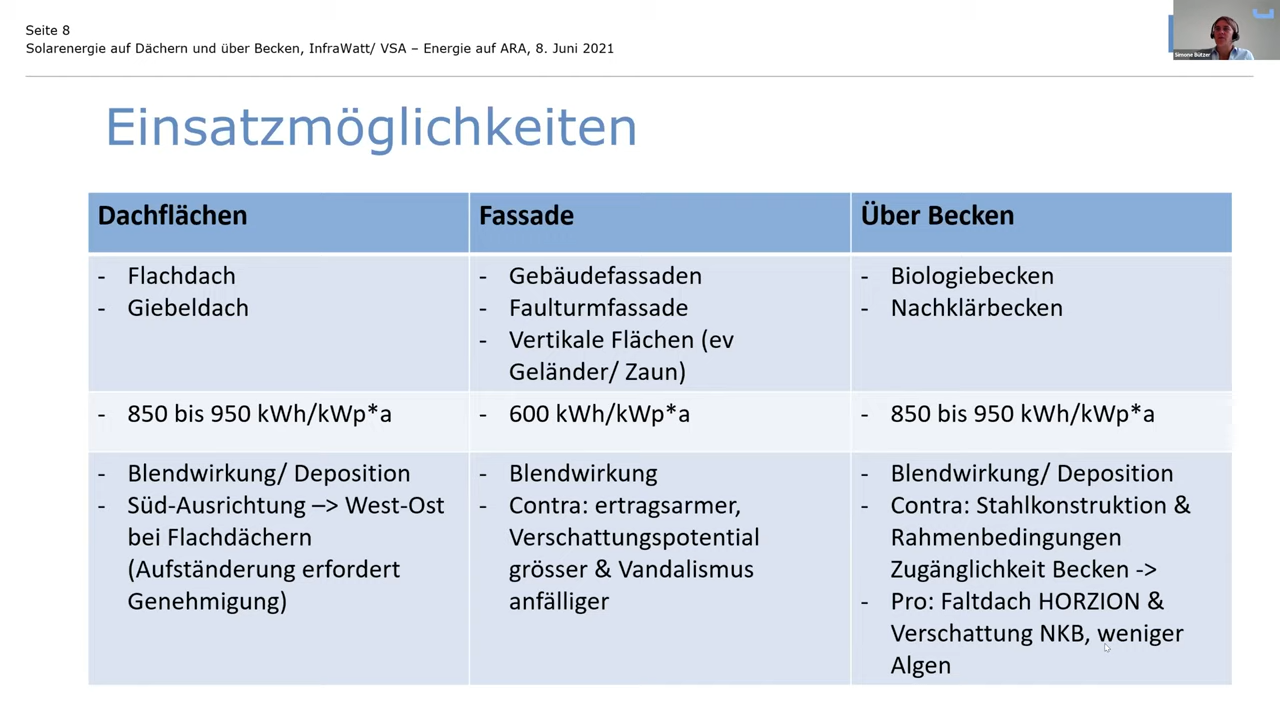 Seite 8
Solarenergie auf Dächern und über Becken, InfraWatt/ VSA – Energie auf ARA, 8. Juni 2021
Simone Bützer
Einsatzmöglichkeiten
Dachflächen
Fassade
Über Becken
- Flachdach
- Giebeldach
- Gebäudefassaden
- Faulturmfassade
- Vertikale Flächen (ev
Geländer/ Zaun)
- Biologiebecken
- Nachklärbecken
- 850 bis 950 kWh/kWp*a
- 600 kWh/kWp*a
- 850 bis 950 kWh/kWp*a
- Blendwirkung/ Deposition
- Süd-Ausrichtung –> West-Ost
bei Flachdächern
(Aufständerung erfordert
Genehmigung)
- Blendwirkung
- Contra: ertragsarmer,
Verschattungspotential
grösser & Vandalismus
anfälliger
- Blendwirkung/ Deposition
- Contra: Stahlkonstruktion &
Rahmenbedingungen
Zugänglichkeit Becken ->
- Pro: Faltdach HORZION &
Verschattung NKB, weniger
Algen